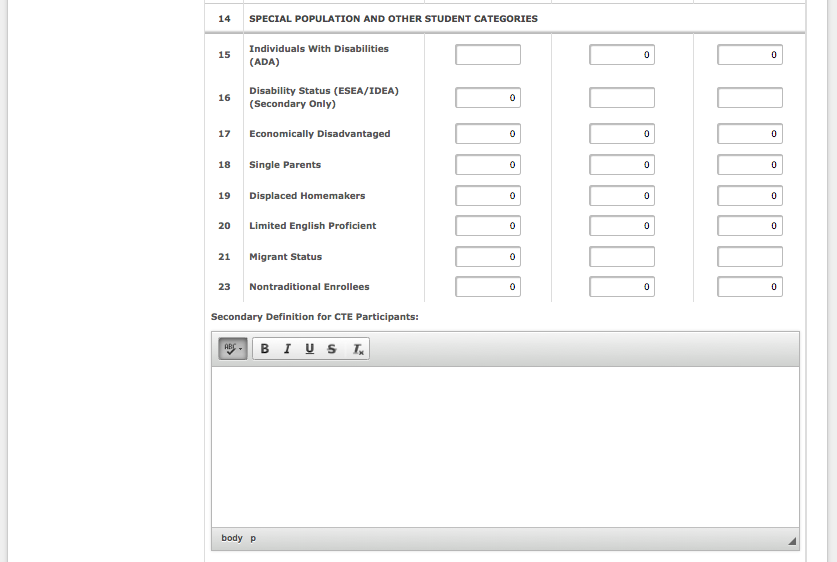 14 SPECIAL POPULATION AND OTHER STUDENT CATEGORIES
15 Individuals With Disabilities (ADA) 0 0
16 Disability Status (ESEA/IDEA) (Secondary Only) 0
17 Economically Disadvantaged 0 0 0
18 Single Parents 0 0 0
19 Displaced Homemakers 0 0 0
20 Limited English Proficient 0 0 0
21 Migrant Status 0
23 Nontraditional Enrollees 0 0 0
Secondary Definition for CTE Participants:
ABC B I U S Tx
body p